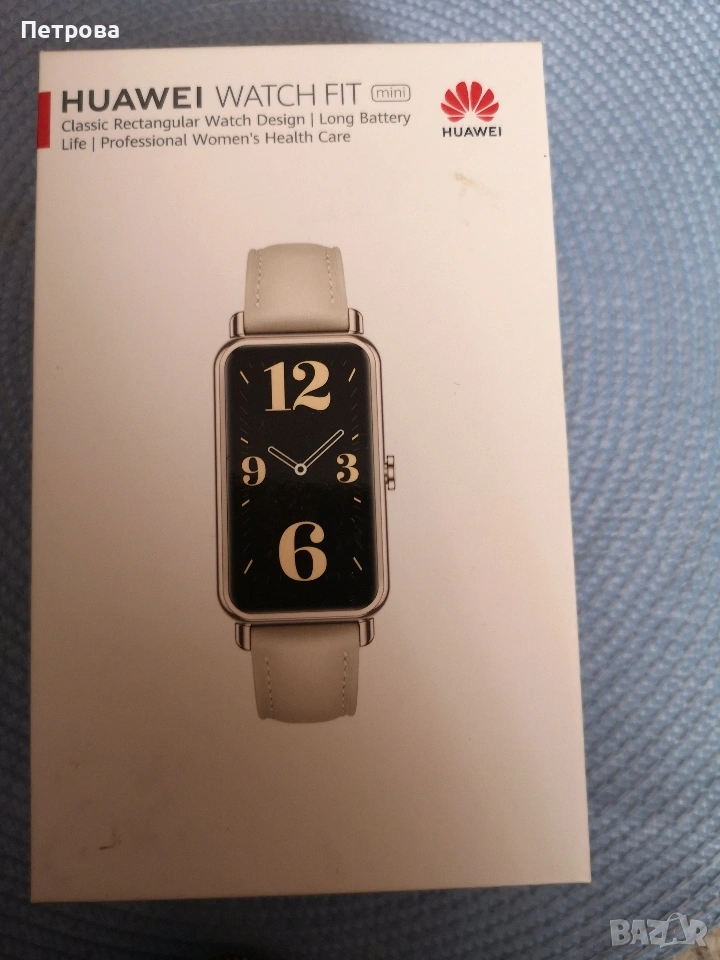 Петрова
HUAWEI WATCH FIT mini
Classic Rectangular Watch Design | Long Battery
Life | Professional Women's Health Care
HUAWEI
12
9 3
6
BAZAR